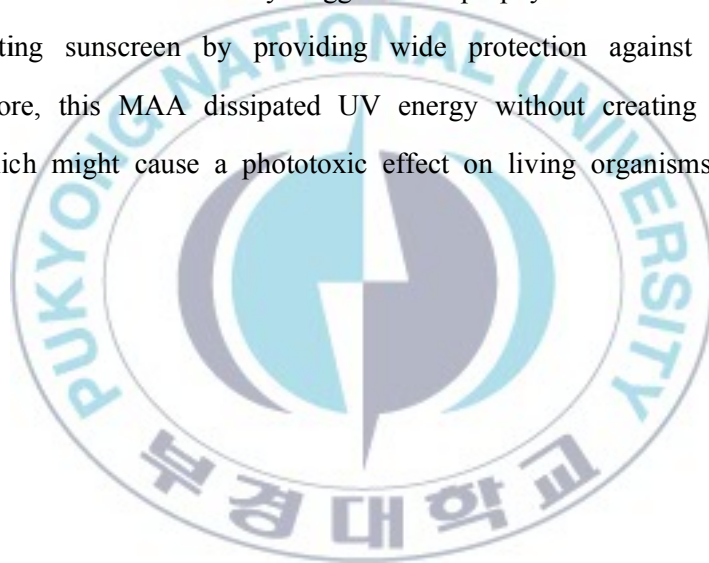 ting sunscreen by providing wide protection against
ore, this MAA dissipated UV energy without creating
ich might cause a phototoxic effect on living organisms
PUKYONG NATIONAL UNIVERSITY
부경대학교